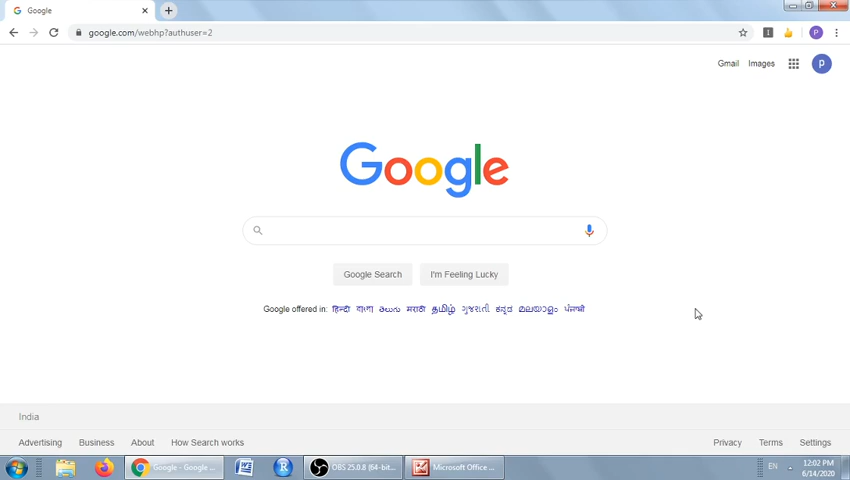 Google
google.com/webhp?authuser=2
P
Gmail Images
p
Google
Google Search I'm Feeling Lucky
Google offered in: हिन्दी বাংলা తెలుగు मराठी தமிழ் ગુજરાતી ಕನ್ನಡ മലയാളം ਪੰਜਾਬੀ
India
Advertising Business About How Search works Privacy Terms Settings
Google - Google ... OBS 25.0.8 (64-bit... Microsoft Office ... EN 12:02 PM
6/14/2020